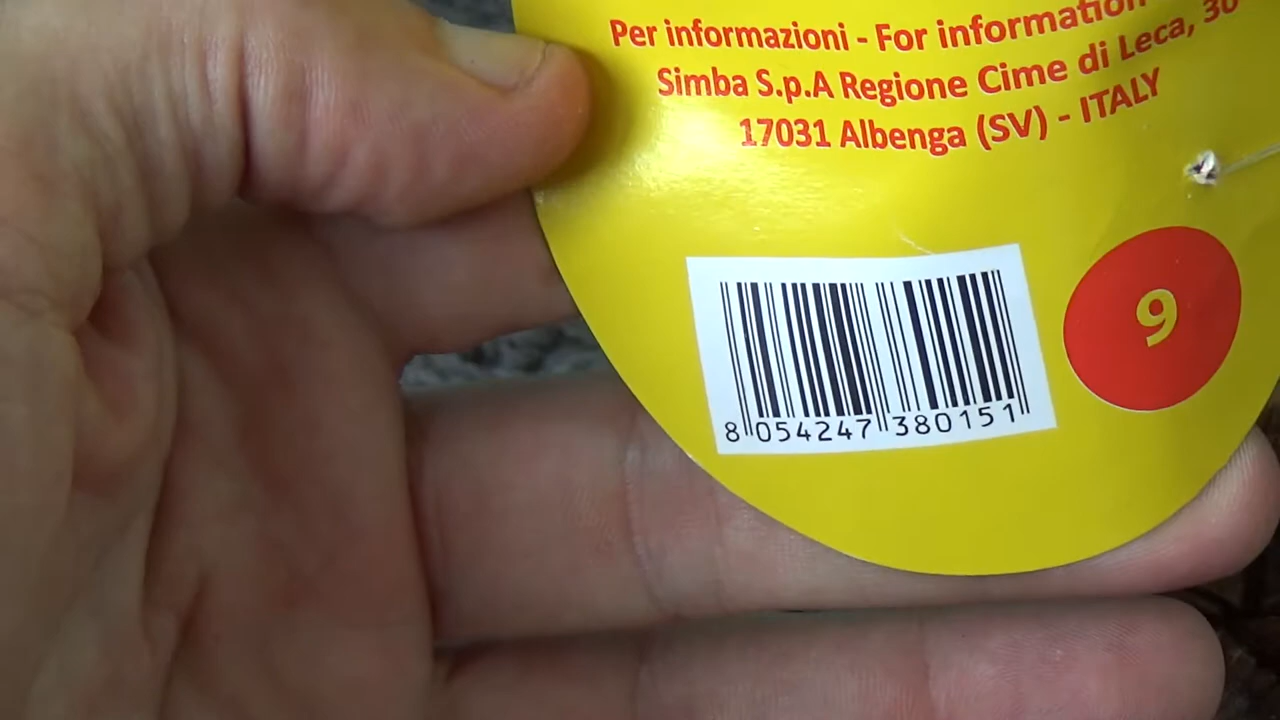 Per informazioni - For information
Simba S.p.A Regione Cime di Leca, 30
17031 Albenga (SV) - ITALY
9
8 054247 380151